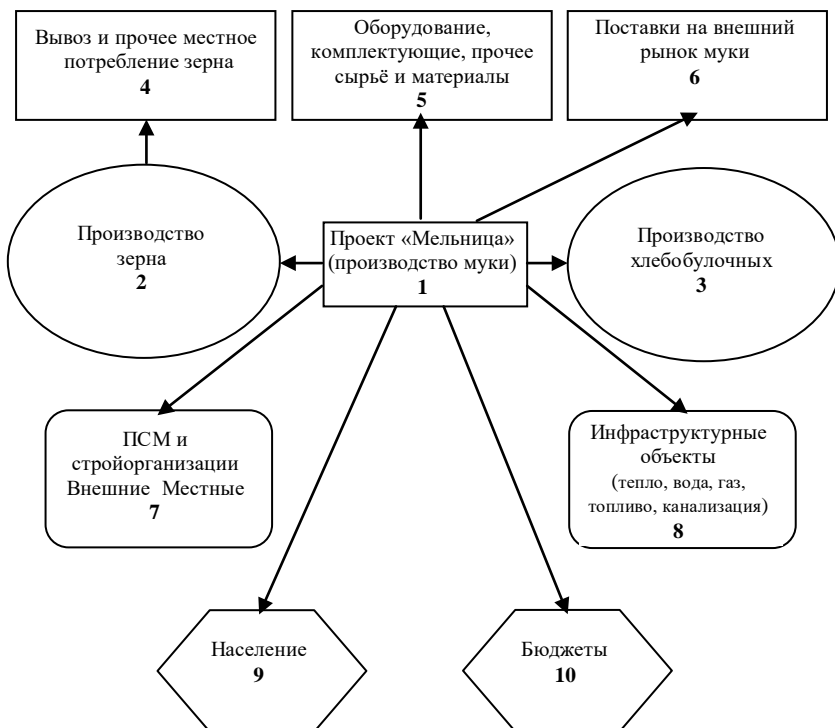 Вывоз и прочее местное
потребление зерна
4
Оборудование,
комплектующие, прочее
сырьё и материалы
5
Поставки на внешний
рынок муки
6
Производство
зерна
2
Проект «Мельница»
(производство муки)
1
Производство
хлебобулочных
3
ПСМ и
стройорганизации
Внешние Местные
7
Инфраструктурные
объекты
(тепло, вода, газ,
топливо, канализация)
8
Население
9
Бюджеты
10